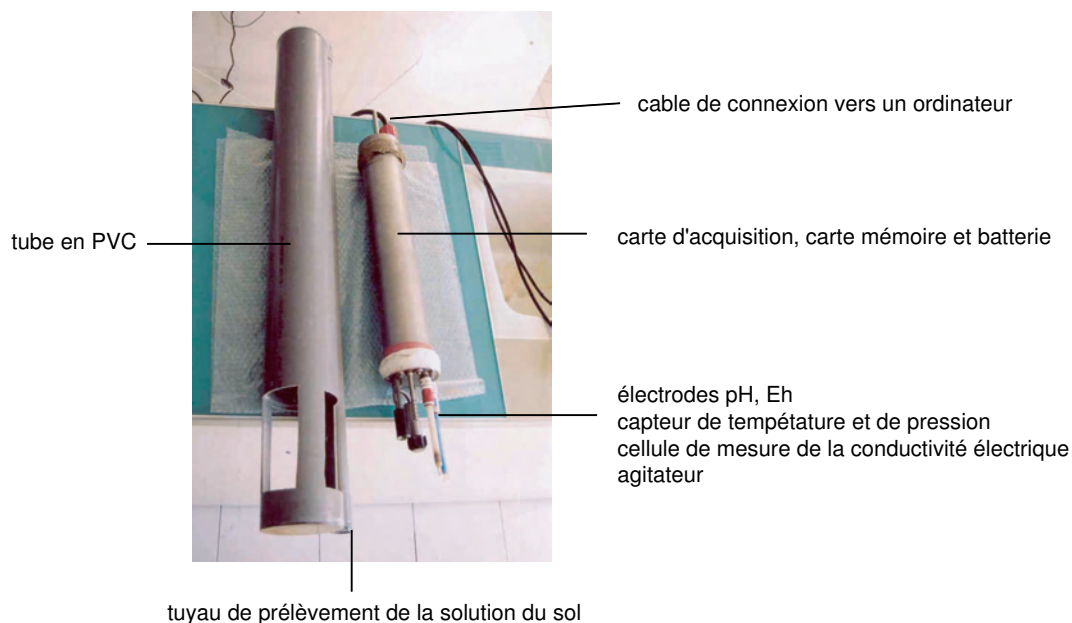 cable de connexion vers un ordinateur
tube en PVC
carte d'acquisition, carte mémoire et batterie
électrodes pH, Eh
capteur de tempétature et de pression
cellule de mesure de la conductivité électrique
agitateur
tuyau de prélèvement de la solution du sol